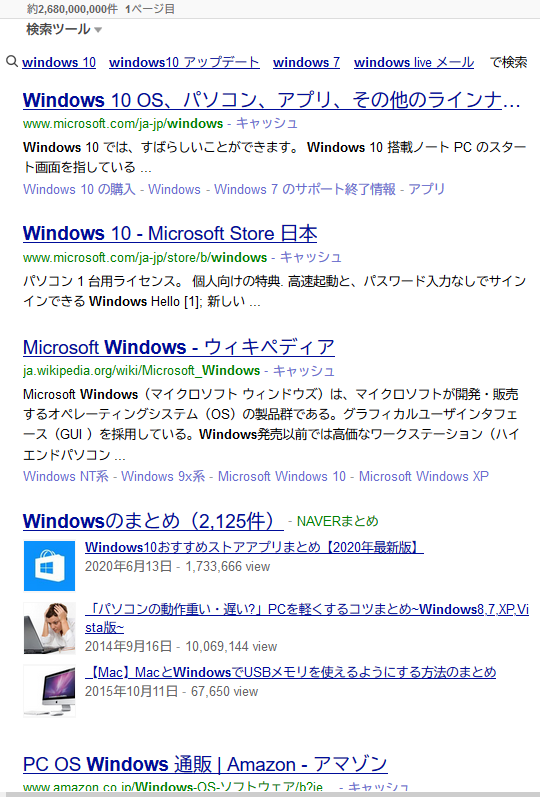 約2,680,000,000件 1ページ目
検索ツール
windows 10 windows10 アップデート windows 7 windows live メール で検索
Windows 10 OS、パソコン、アプリ、その他のラインナ…
www.microsoft.com/ja-jp/windows - キャッシュ
Windows 10 では、すばらしいことができます。 Windows 10 搭載ノート PC のスター
ト画面を指している ...
Windows 10 の購入 - Windows - Windows 7 のサポート終了情報 - アプリ
Windows 10 - Microsoft Store 日本
www.microsoft.com/ja-jp/store/b/windows - キャッシュ
パソコン 1 台用ライセンス。 個人向けの特典. 高速起動と、パスワード入力なしでサイン
インできる Windows Hello [1]; 新しい ...
Microsoft Windows - ウィキペディア
ja.wikipedia.org/wiki/Microsoft_Windows - キャッシュ
Microsoft Windows（マイクロソフト ウィンドウズ）は、マイクロソフトが開発・販売
するオペレーティングシステム（OS）の製品群である。グラフィカルユーザインタフェ
ース（GUI ）を採用している。Windows発売以前では高価なワークステーション（ハイ
エンドパソコン ...
Windows NT系 - Windows 9x系 - Microsoft Windows 10 - Microsoft Windows XP
Windowsのまとめ（2,125件） - NAVERまとめ
Windows10おすすめストアアプリまとめ【2020年最新版】
2020年6月13日 - 1,733,666 view
「パソコンの動作重い・遅い?」PCを軽くするコツまとめ~Windows8,7,XP,Vi
sta版~
2014年9月16日 - 10,069,144 view
【Mac】MacとWindowsでUSBメモリを使えるようにする方法のまとめ
2015年10月11日 - 67,650 view
PC OS Windows 通販 | Amazon - アマゾン
www.amazon.co.jp/Windows-OS-ソフトウェア/b?ie... - キャッシュ